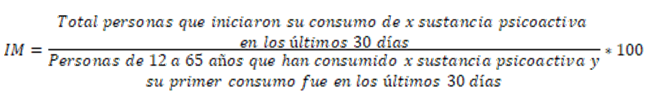 Total personas que iniciaron su consumo de x sustancia psicoactiva
en los últimos 30 días
IM = * 100
Personas de 12 a 65 años que han consumido x sustancia psicoactiva y
su primer consumo fue en los últimos 30 días